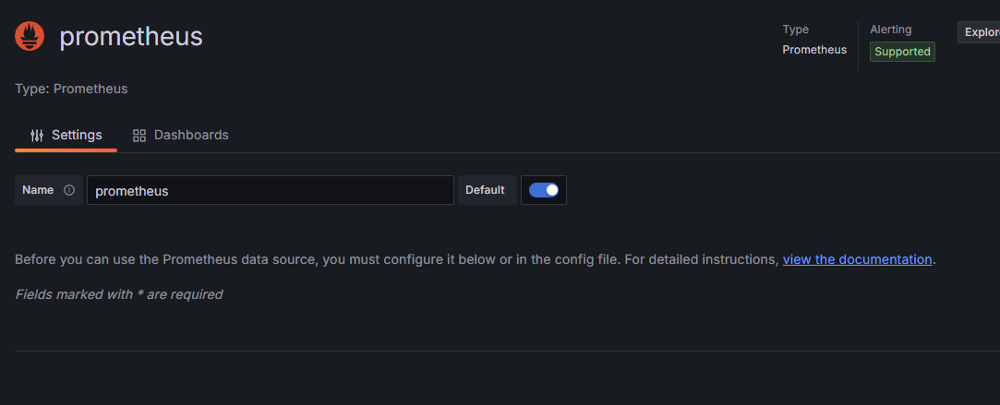 prometheus
Type
Alerting
Prometheus
Supported
Explor
Type: Prometheus
Settings
Dashboards
Name
prometheus
Default
Before you can use the Prometheus data source, you must configure it below or in the config file. For detailed instructions, view the documentation.
Fields marked with * are required